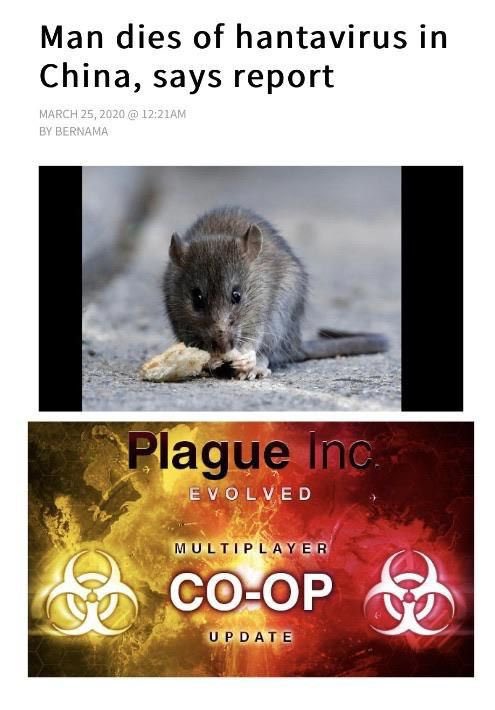 Man dies of hantavirus in
China, says report
MARCH 25, 2020 @ 12:21AM
BY BERNAMA
Plague Inc.
EVOLVED
MULTIPLAYER
CO-OP
UPDATE